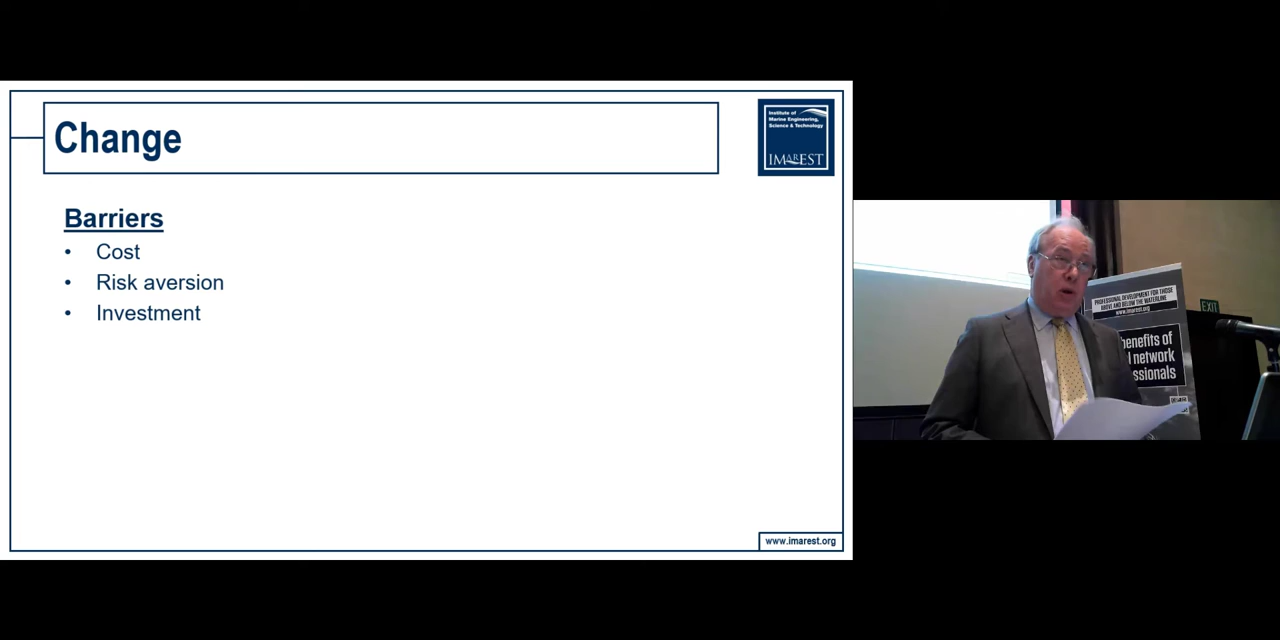 Change
Institute of
Marine Engineering,
Science & Technology
IMarEST
Barriers
• Cost
• Risk aversion
• Investment
www.imarest.org
PROFESSIONAL DEVELOPMENT FOR THOSE
ABOVE AND BELOW THE WATERLINE
www.imarest.org
benefits of
network
EXIT